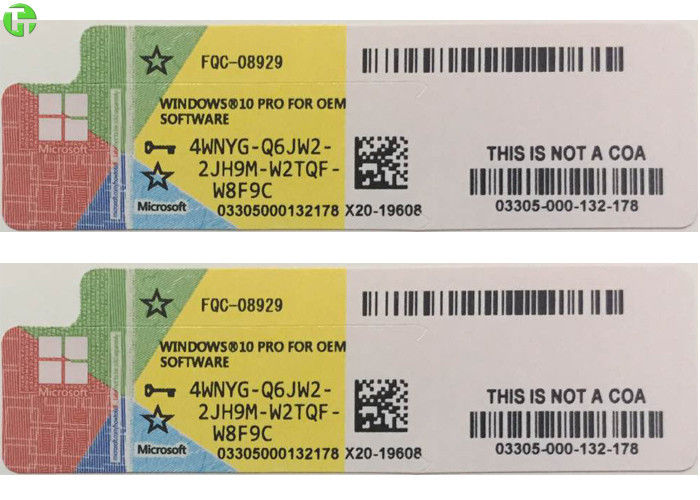 FQC-08929
WINDOWS®10 PRO FOR OEM
SOFTWARE
4WNYG-Q6JW2-
2JH9M-W2TQF-
W8F9C
Microsoft
Microsoft
03305000132178 X20-19608
THIS IS NOT A COA
03305-000-132-178
FQC-08929
WINDOWS®10 PRO FOR OEM
SOFTWARE
4WNYG-Q6JW2-
2JH9M-W2TQF-
W8F9C
Microsoft
Microsoft
03305000132178 X20-19608
THIS IS NOT A COA
03305-000-132-178